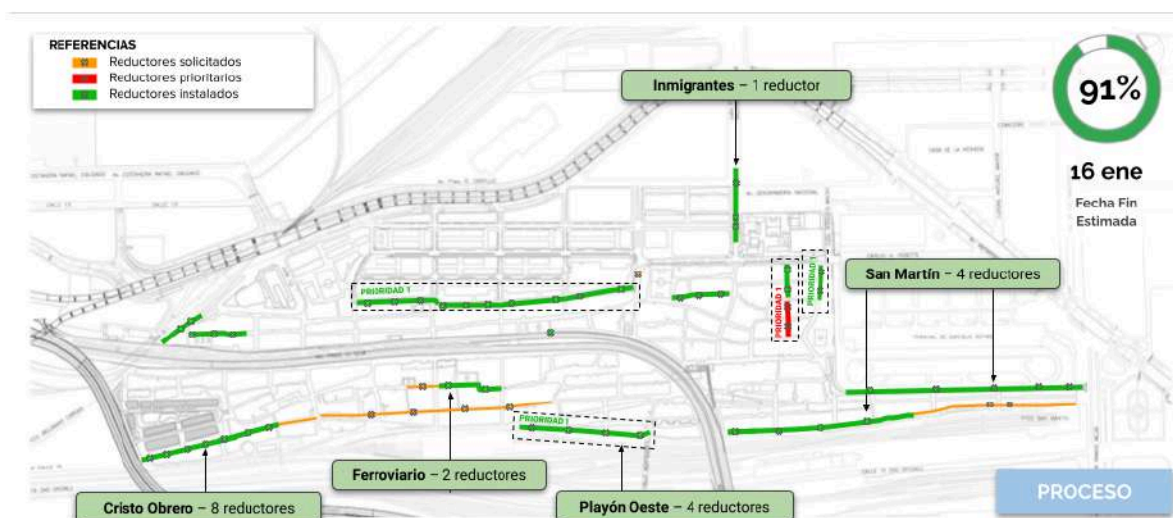 REFERENCIAS
Reductores solicitados
Reductores prioritarios
Reductores instalados
Inmigrantes – 1 reductor
91%
16 ene
Fecha Fin
Estimada
San Martín – 4 reductores
PRIORIDAD 1
PRIORIDAD 1
PRIORIDAD 1
PRIORIDAD 1
Ferroviario – 2 reductores
Cristo Obrero – 8 reductores
Playón Oeste – 4 reductores
PROCESO